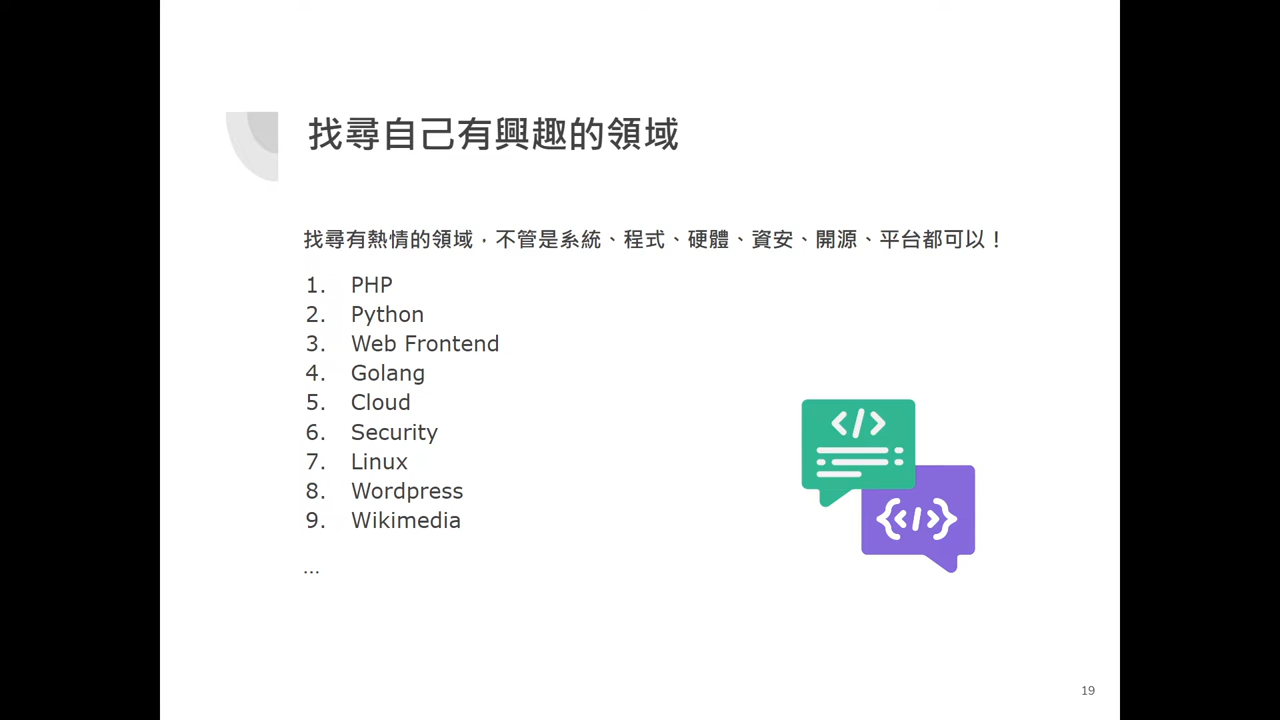 找尋自己有興趣的領域
找尋有熱情的領域，不管是系統、程式、硬體、資安、開源、平台都可以！
1. PHP
2. Python
3. Web Frontend
4. Golang
5. Cloud
6. Security
7. Linux
8. Wordpress
9. Wikimedia
...
</>
{</>}
19